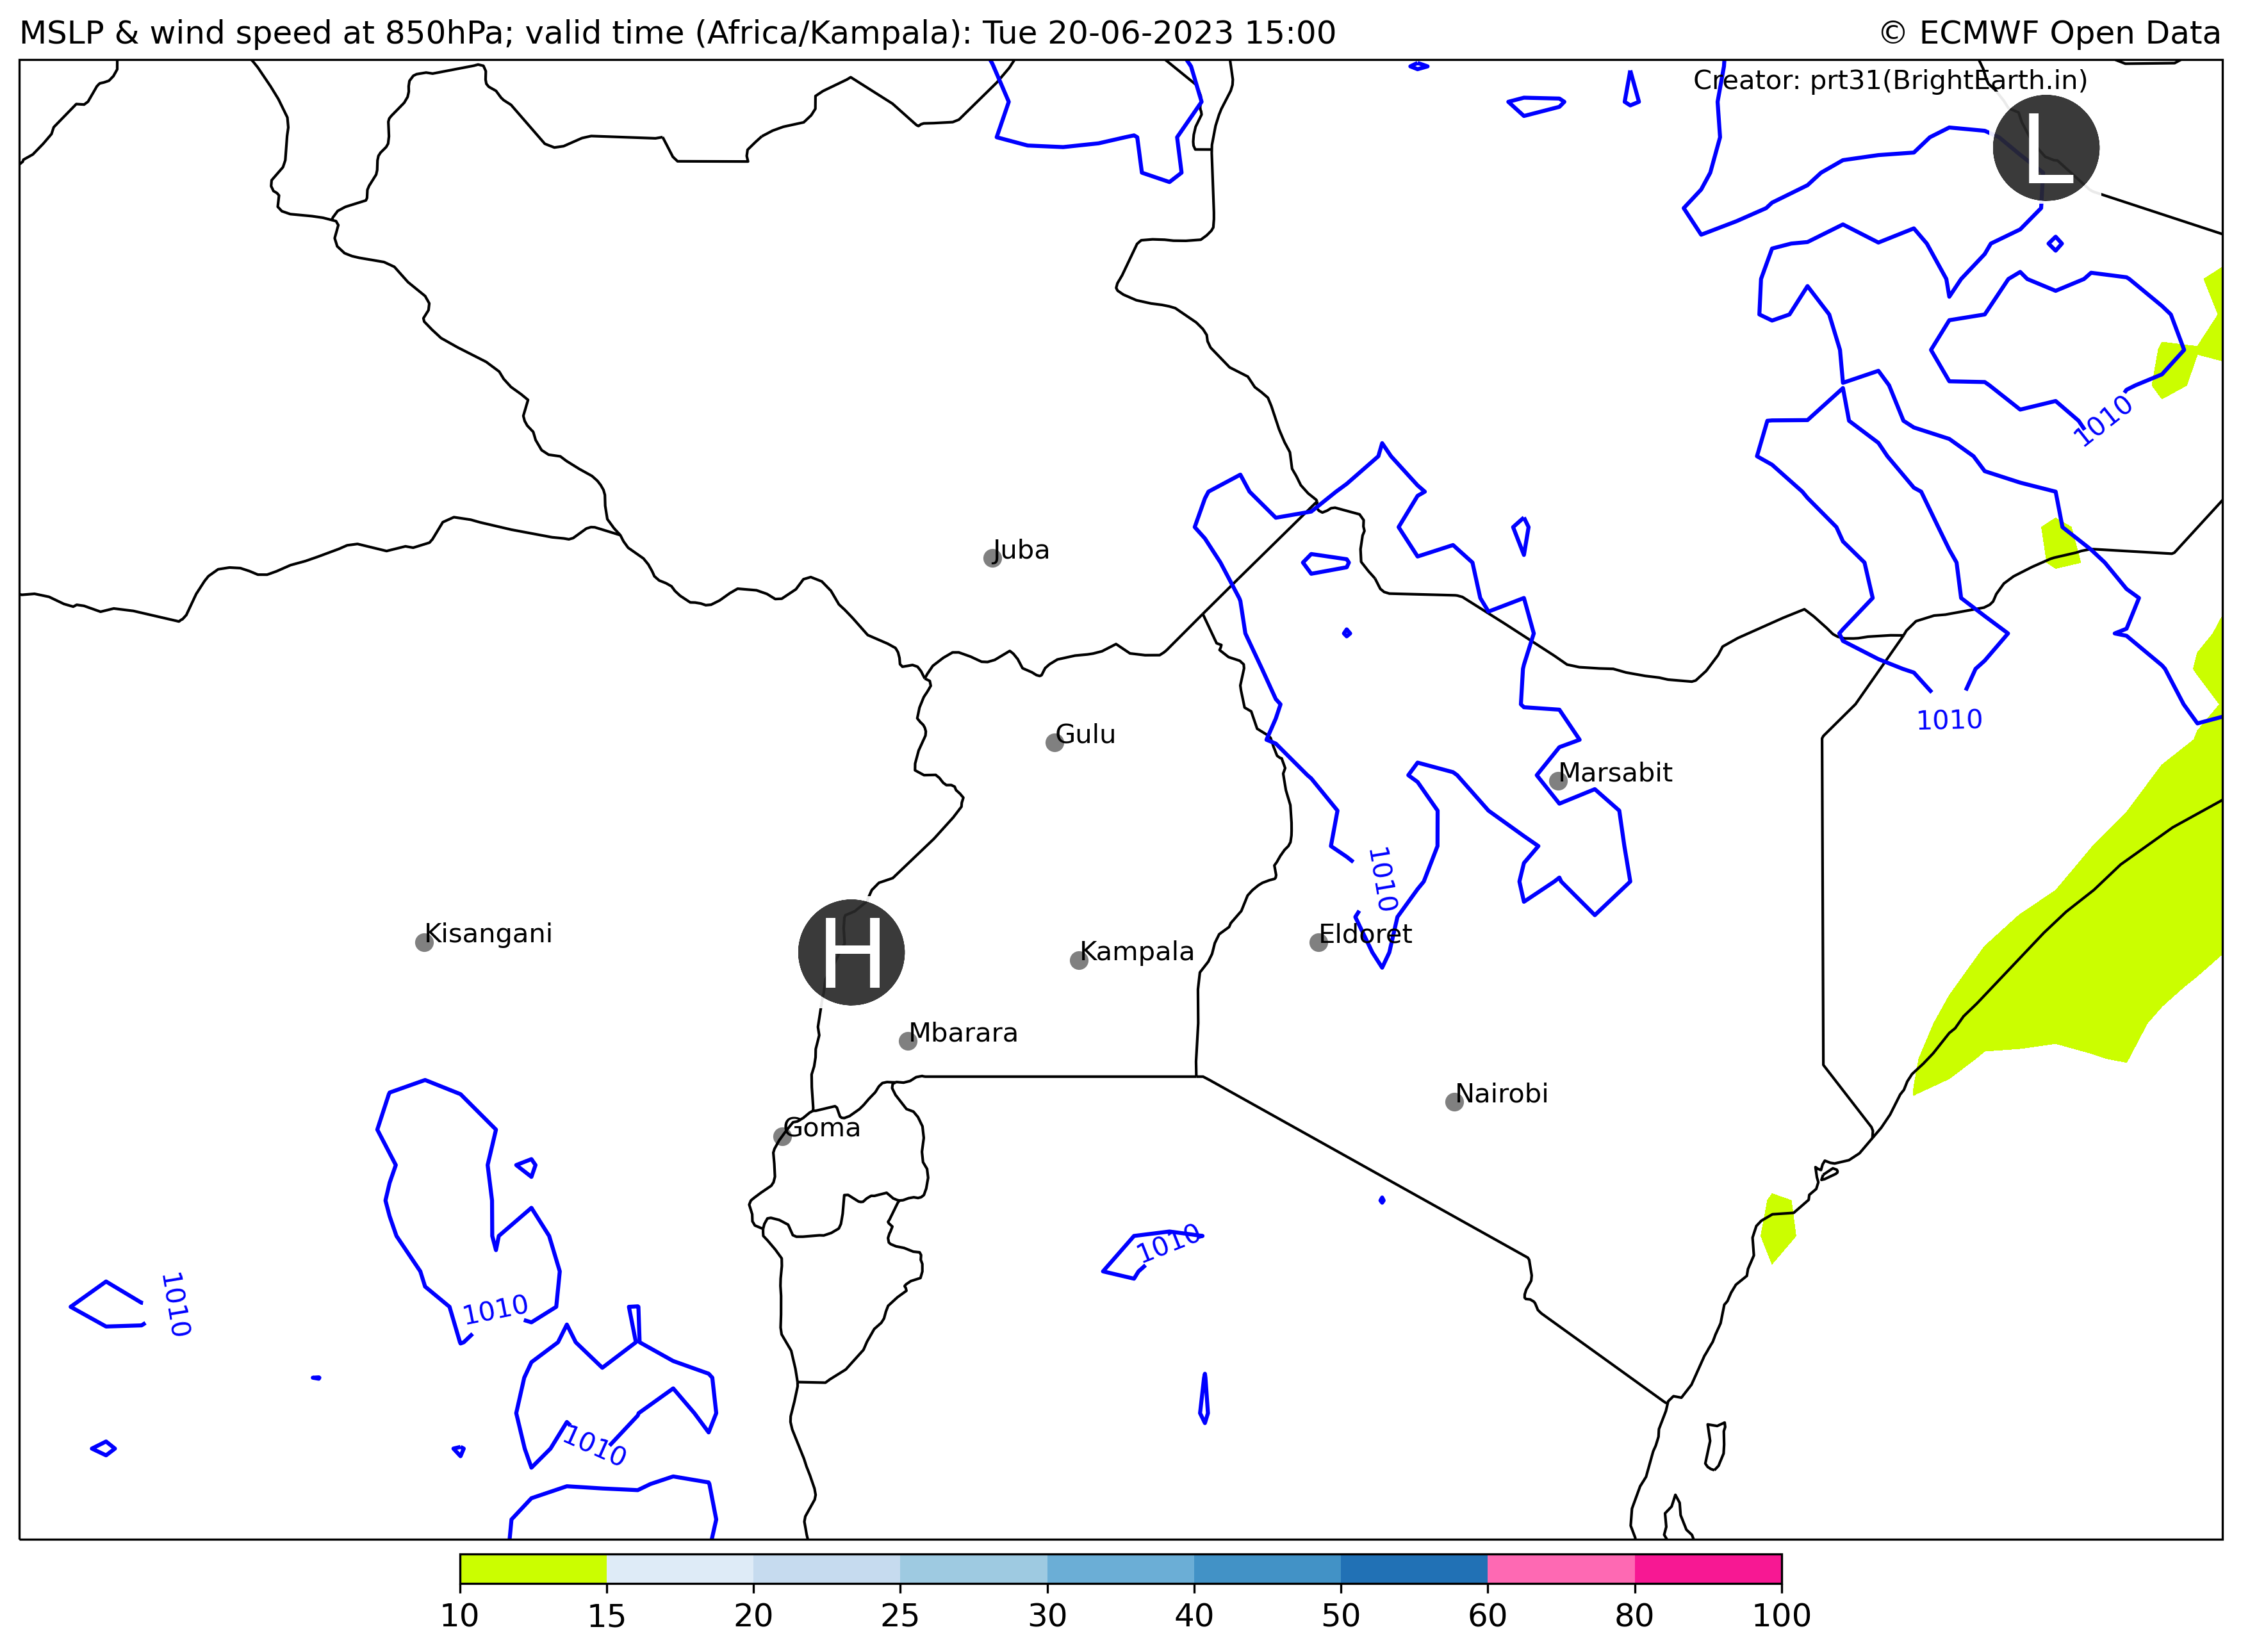 MSLP & wind speed at 850hPa; valid time (Africa/Kampala): Tue 20-06-2023 15:00
© ECMWF Open Data
Creator: prt31(BrightEarth.in)
L
1010
Juba
1010
Gulu
Marsabit
1010
Kisangani
H
Kampala
Eldoret
Mbarara
Nairobi
Goma
1010
1010
1010
1010
10 15 20 25 30 40 50 60 80 100